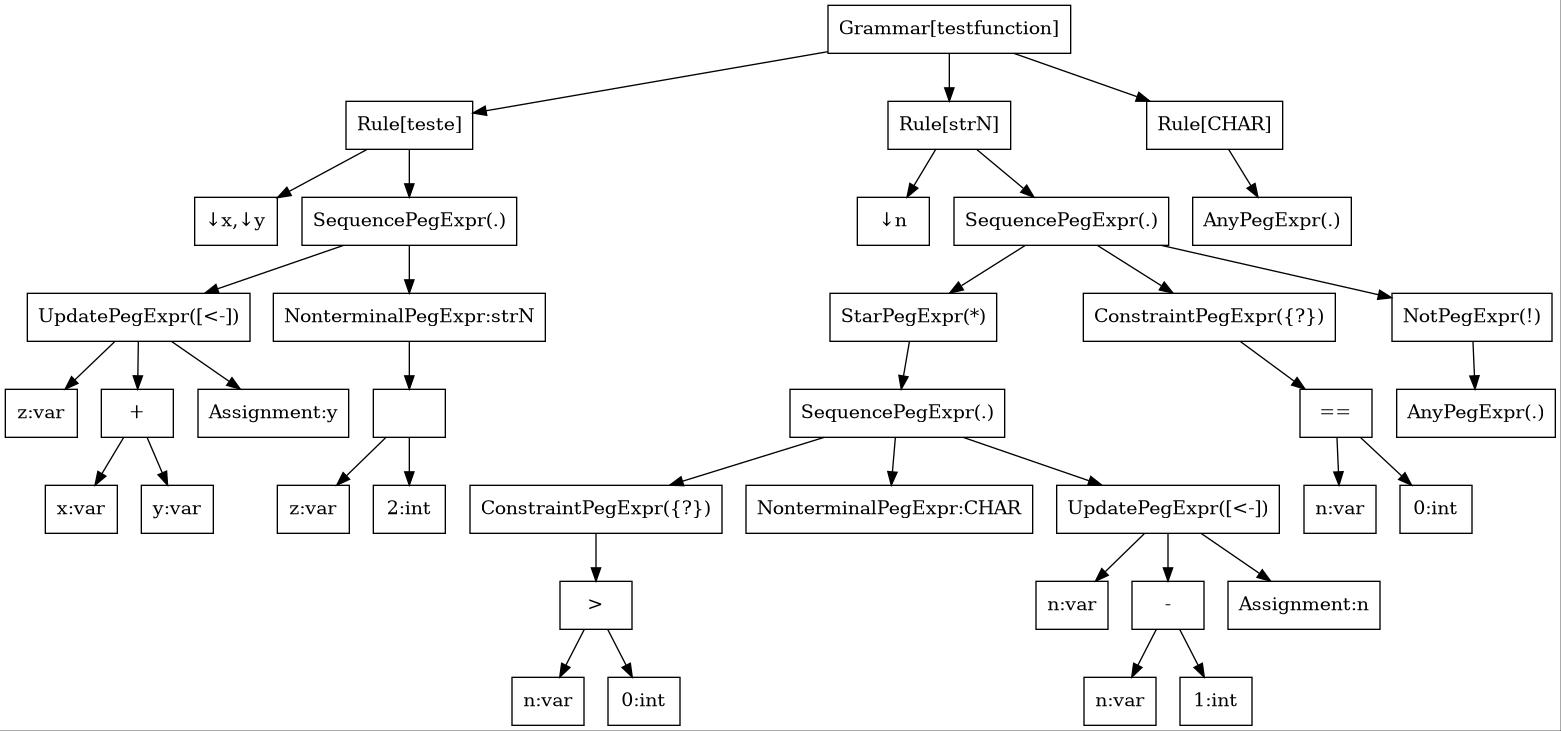 Grammar[testfunction]
Rule[teste]
Rule[strN]
Rule[CHAR]
↓x,↓y
SequencePegExpr(.)
↓n
SequencePegExpr(.)
AnyPegExpr(.)
UpdatePegExpr([<-])
NonterminalPegExpr:strN
StarPegExpr(*)
ConstraintPegExpr({?})
NotPegExpr(!)
z:var
+
Assignment:y
SequencePegExpr(.)
==
AnyPegExpr(.)
x:var
y:var
z:var
2:int
ConstraintPegExpr({?})
NonterminalPegExpr:CHAR
UpdatePegExpr([<-])
n:var
0:int
>
n:var
-
Assignment:n
n:var
0:int
n:var
1:int